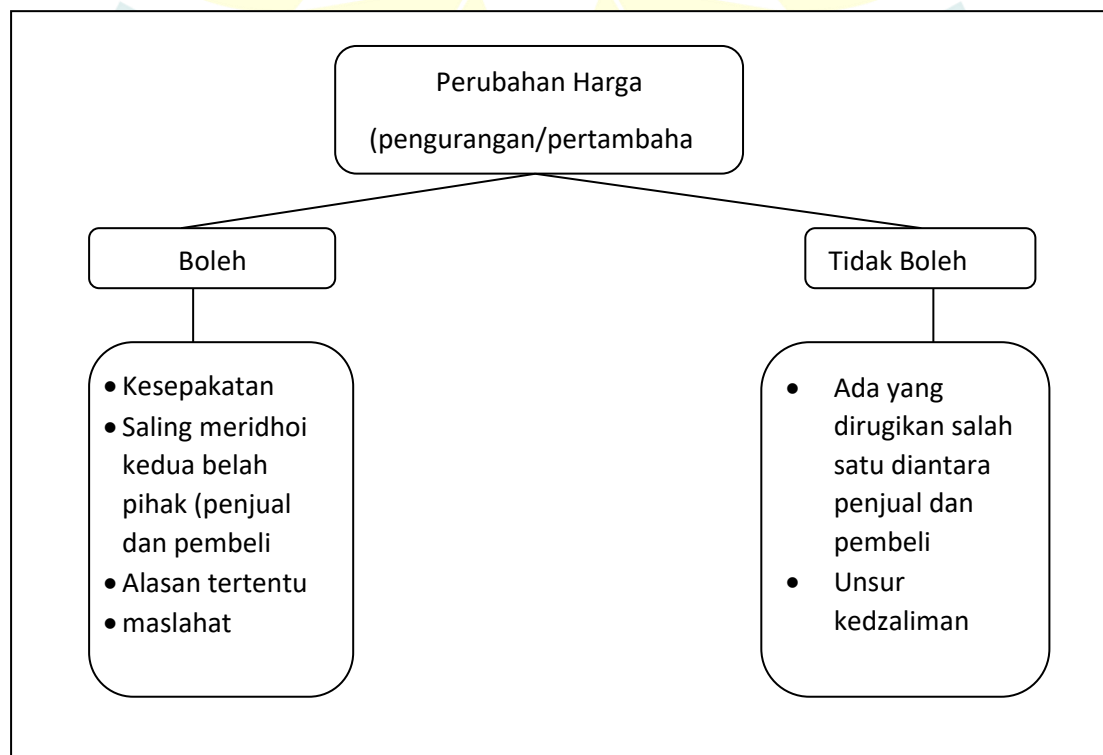 Perubahan Harga
(pengurangan/pertambaha
Boleh
Tidak Boleh
• Kesepakatan
• Saling meridhoi
kedua belah
pihak (penjual
dan pembeli
• Alasan tertentu
• maslahat
• Ada yang
dirugikan salah
satu diantara
penjual dan
pembeli
• Unsur
kedzaliman